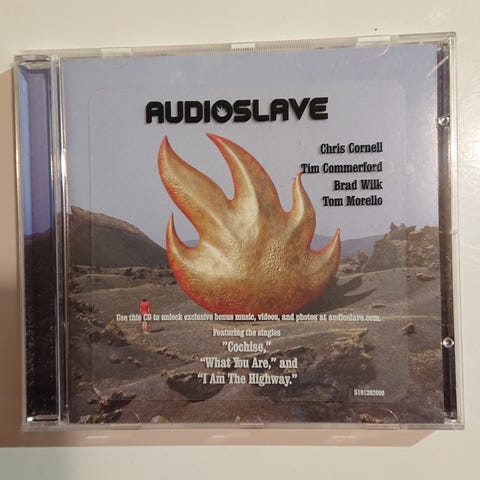 AUDIOSLAVE
Chris Cornell
Tim Commerford
Brad Wilk
Tom Morello
Use this CD to unlock exclusive bonus music, videos, and photos at audioslave.com.
Featuring the singles
"Cochise,"
"What You Are," and
"I Am The Highway."
5101302000